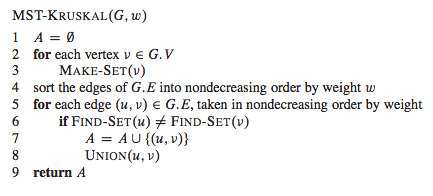 MST-KRUSKAL(G, w)
1 A = Ø
2 for each vertex v ∈ G.V
3 MAKE-SET(v)
4 sort the edges of G.E into nondecreasing order by weight w
5 for each edge (u, v) ∈ G.E, taken in nondecreasing order by weight
6 if FIND-SET(u) ≠ FIND-SET(v)
7 A = A ∪ {(u, v)}
8 UNION(u, v)
9 return A